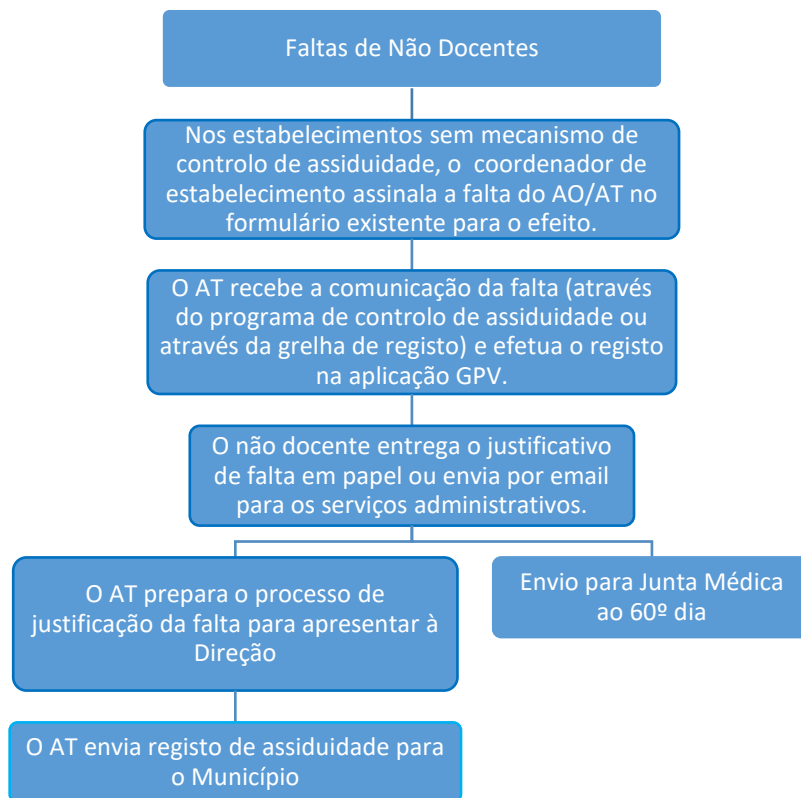 Faltas de Não Docentes
Nos estabelecimentos sem mecanismo de
controlo de assiduidade, o coordenador de
estabelecimento assinala a falta do AO/AT no
formulário existente para o efeito.
O AT recebe a comunicação da falta (através
do programa de controlo de assiduidade ou
através da grelha de registo) e efetua o registo
na aplicação GPV.
O não docente entrega o justificativo
de falta em papel ou envia por email
para os serviços administrativos.
O AT prepara o processo de
justificação da falta para apresentar à
Direção
Envio para Junta Médica
ao 60º dia
O AT envia registo de assiduidade para
o Município